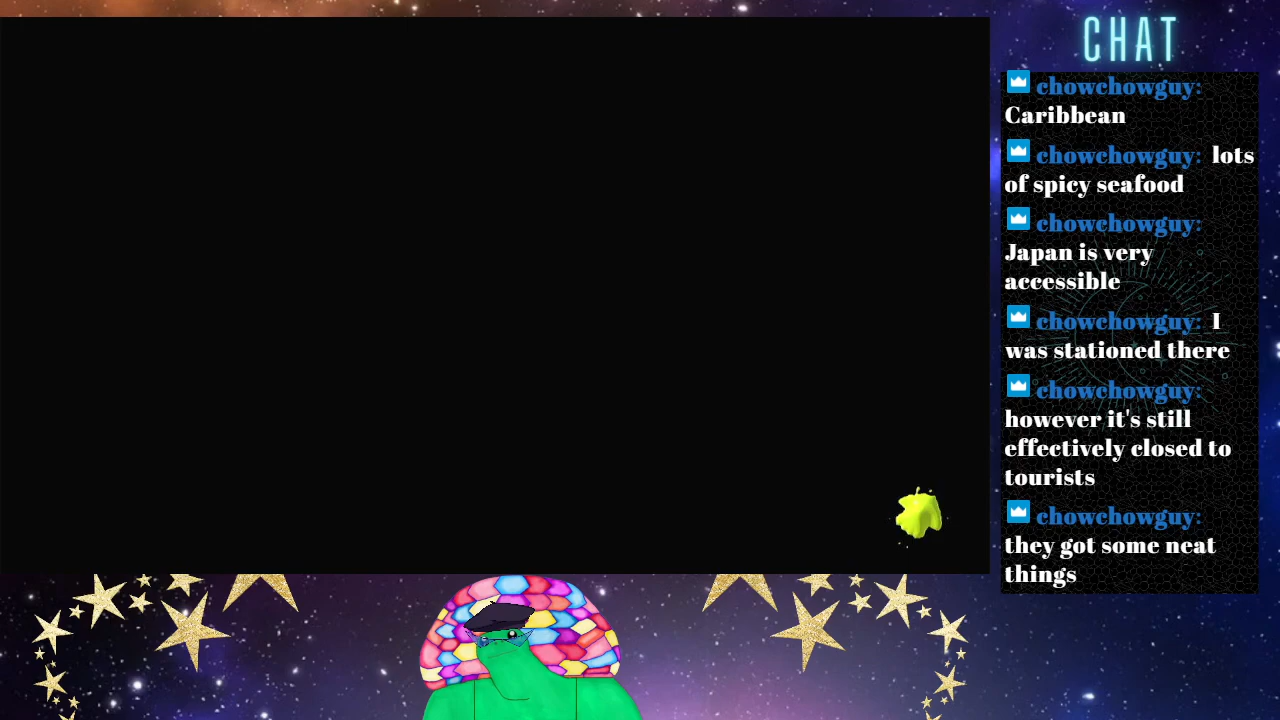 CHAT
chowchowguy:
Caribbean
chowchowguy: lots
of spicy seafood
chowchowguy:
Japan is very
accessible
chowchowguy: I
was stationed there
chowchowguy:
however it's still
effectively closed to
tourists
chowchowguy:
they got some neat
things